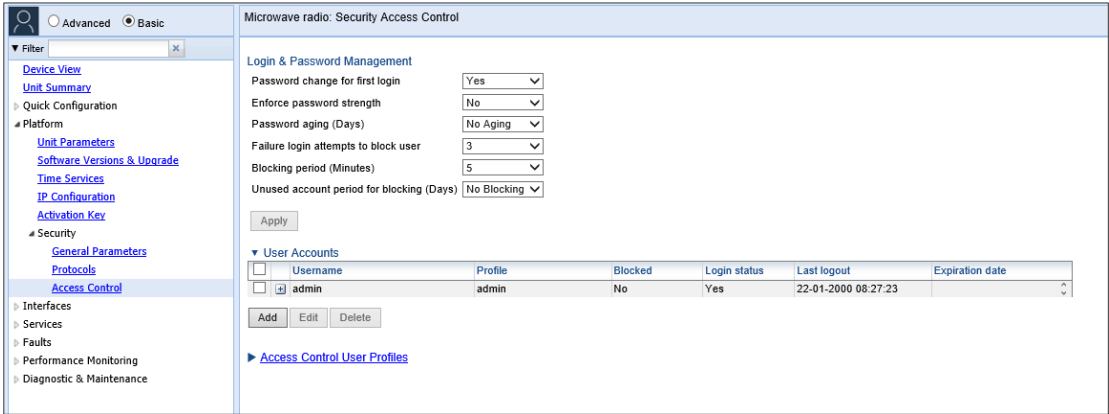 Advanced Basic
Filter
Device View
Unit Summary
Quick Configuration
Platform
Unit Parameters
Software Versions & Upgrade
Time Services
IP Configuration
Activation Key
Security
General Parameters
Protocols
Access Control
Interfaces
Services
Faults
Performance Monitoring
Diagnostic & Maintenance
Microwave radio: Security Access Control
Login & Password Management
Password change for first login Yes
Enforce password strength No
Password aging (Days) No Aging
Failure login attempts to block user 3
Blocking period (Minutes) 5
Unused account period for blocking (Days) No Blocking
Apply
User Accounts
Username Profile Blocked Login status Last logout Expiration date
admin admin No Yes 22-01-2000 08:27:23
Add Edit Delete
Access Control User Profiles